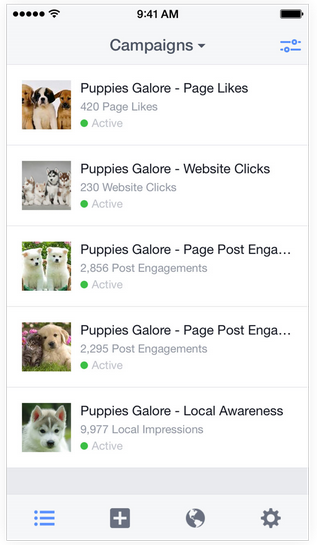 9:41 AM
Campaigns
Puppies Galore - Page Likes
420 Page Likes
Active
Puppies Galore - Website Clicks
230 Website Clicks
Active
Puppies Galore - Page Post Enga...
2,856 Post Engagements
Active
Puppies Galore - Page Post Enga...
2,295 Post Engagements
Active
Puppies Galore - Local Awareness
9,977 Local Impressions
Active